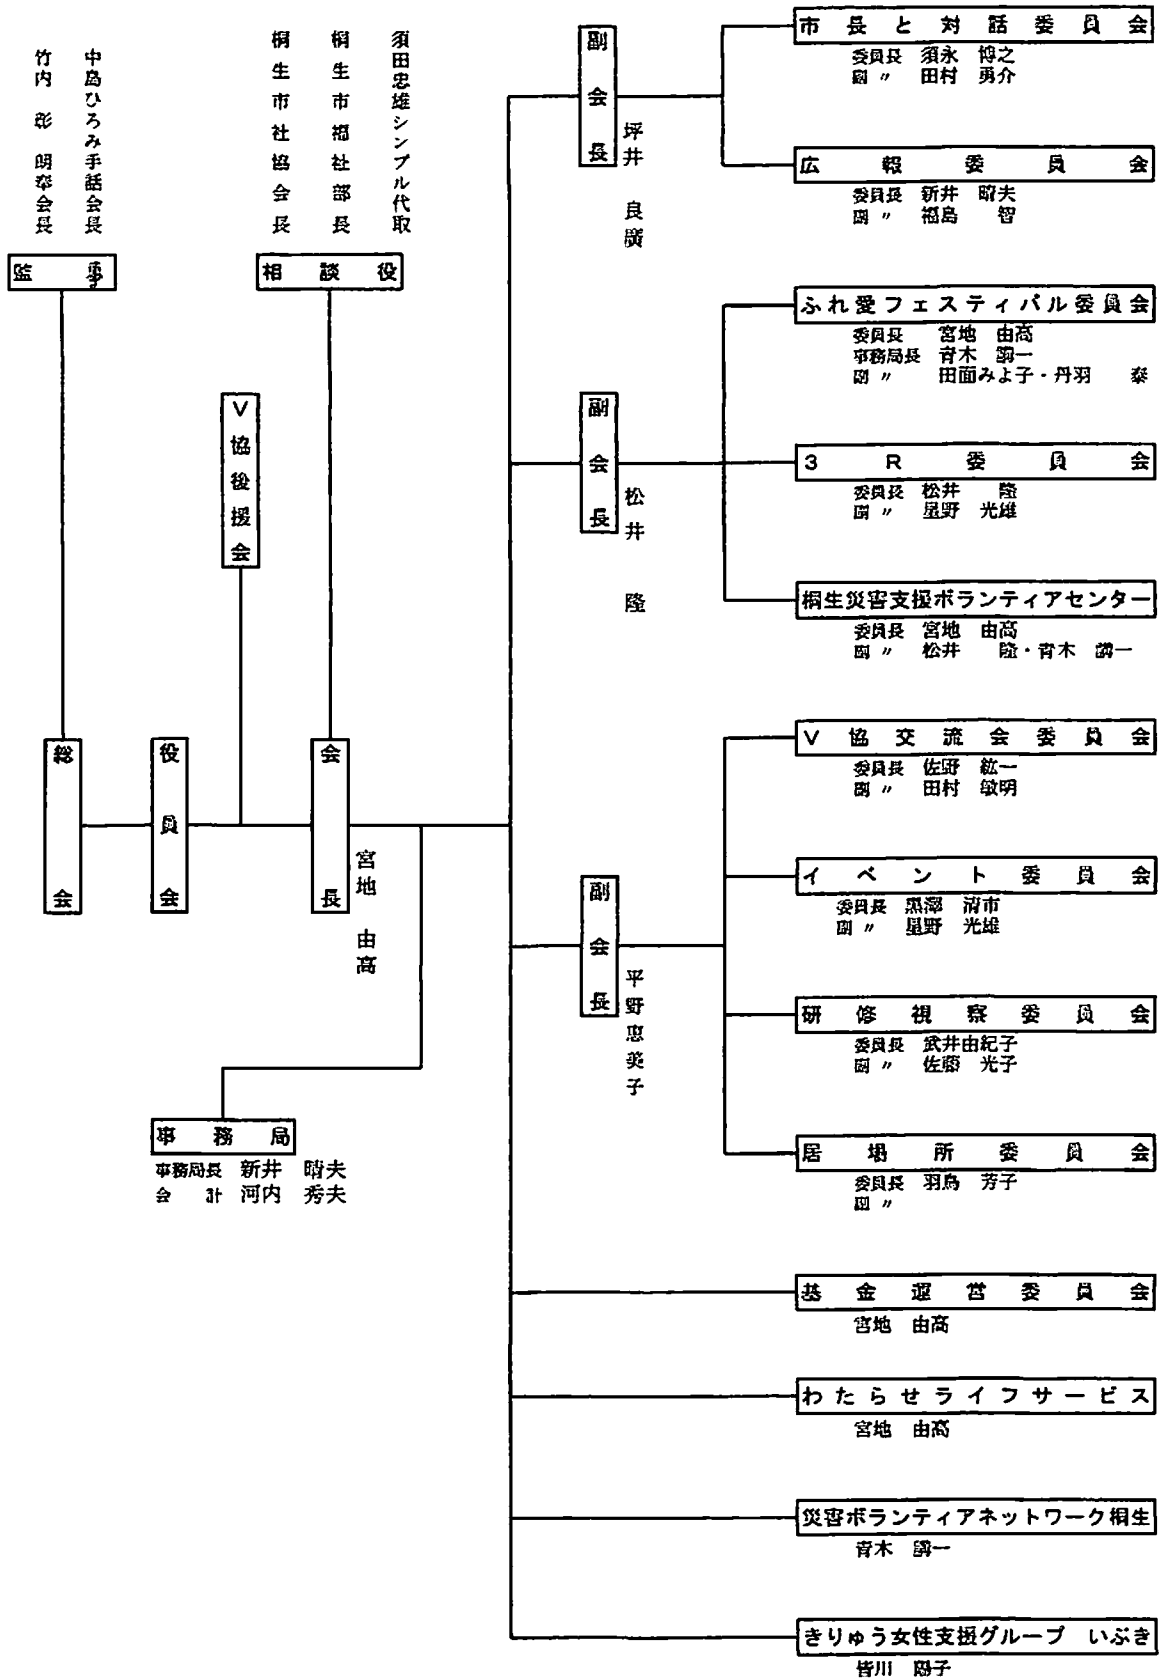 監事
中島ひろみ手話会長
竹内 彰 明奉会長
相談役
須田忠雄シンプル代取
桐生市福社部長
桐生市社協会長
V協後援会
総会
役員会
会長
宮地 由高
事務局
事務局長 新井 晴夫
会計 河内 秀夫
副会長
坪井 良廣
市長と対話委員会
委員長 須永 博之
副 〃 田村 勇介
広報委員会
委員長 新井 晴夫
副 〃 福島 智
副会長
松井 隆
ふれ愛フェスティバル委員会
委員長 宮地 由高
事務局長 青木 講一
副 〃 田面みよ子・丹羽 泰
3R委員会
委員長 松井 隆
副 〃 星野 光雄
桐生災害支援ボランティアセンター
委員長 宮地 由高
副 〃 松井 隆・青木 講一
副会長
平野恵美子
V協交流会委員会
委員長 佐野 紘一
副 〃 田村 敏明
イベント委員会
委員長 黒澤 清市
副 〃 星野 光雄
研修視察委員会
委員長 武井由紀子
副 〃 佐藤 光子
居場所委員会
委員長 羽鳥 芳子
副 〃
基金運営委員会
宮地 由高
わたらせライフサービス
宮地 由高
災害ボランティアネットワーク桐生
青木 講一
きりゅう女性支援グループ いぶき
皆川 陽子